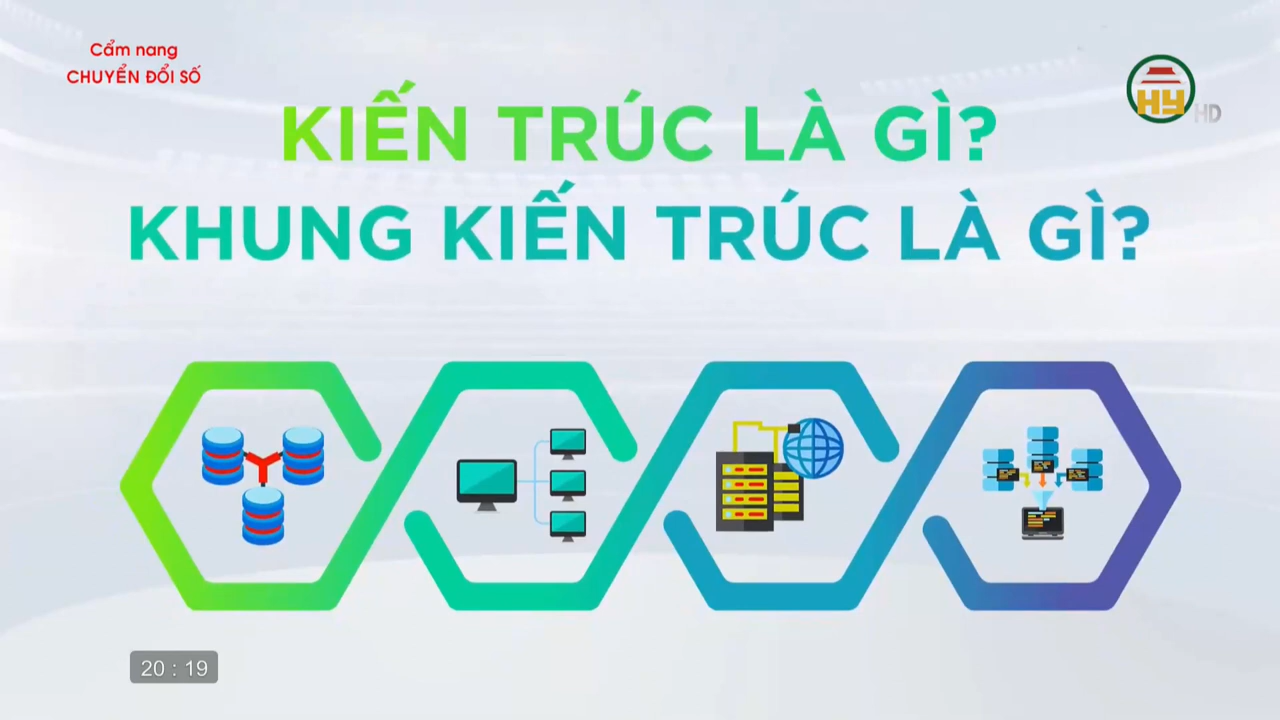 Cẩm nang
CHUYỂN ĐỔI SỐ
HY HD
KIẾN TRÚC LÀ GÌ?
KHUNG KIẾN TRÚC LÀ GÌ?
20 : 19